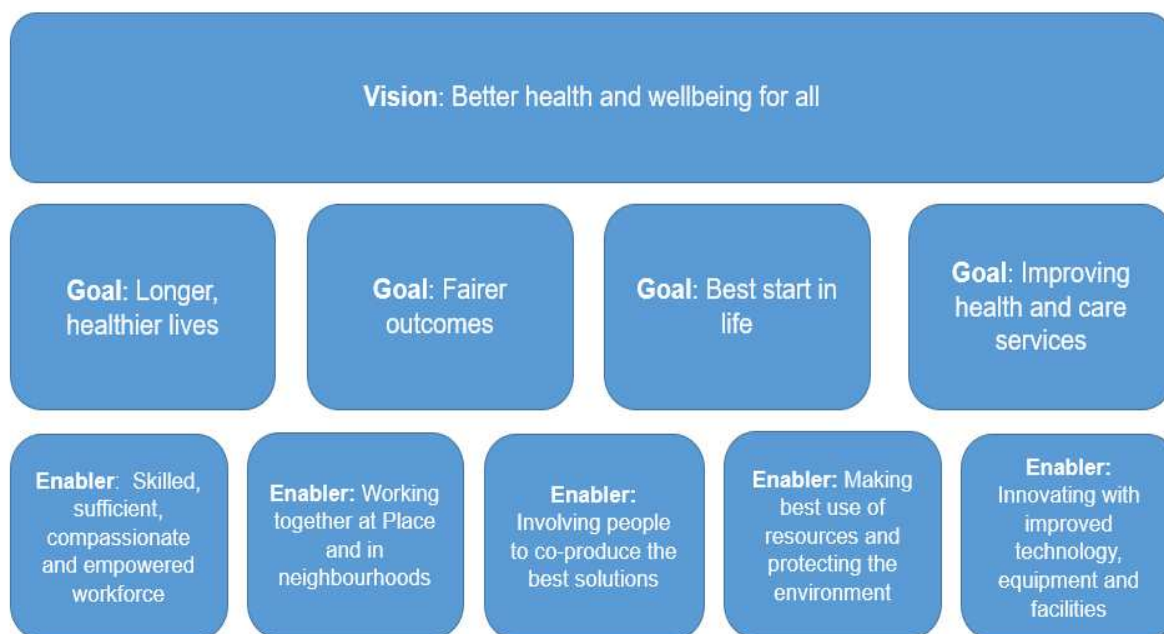 Vision: Better health and wellbeing for all
Goal: Longer,
healthier lives
Goal: Fairer
outcomes
Goal: Best start in
life
Goal: Improving
health and care
services
Enabler: Skilled,
sufficient,
compassionate
and empowered
workforce
Enabler: Working
together at Place
and in
neighbourhoods
Enabler:
Involving people
to co-produce the
best solutions
Enabler: Making
best use of
resources and
protecting the
environment
Enabler:
Innovating with
improved
technology,
equipment and
facilities